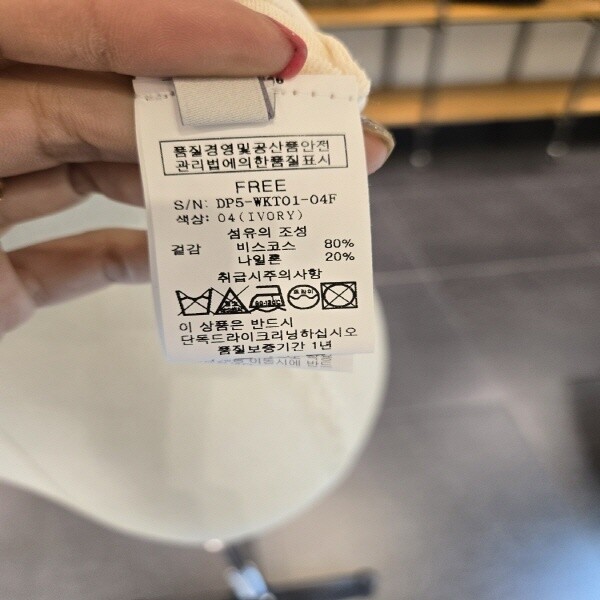 품질경영및공산품안전
관리법에의한품질표시
FREE
S/N: DP5-WKT01-04F
색상: 04(IVORY)
섬유의 조성
겉감 비스코스 80%
나일론 20%
취급시주의사항
드라이
이 상품은 반드시
단독드라이크리닝하십시오
품질보증기간 1년